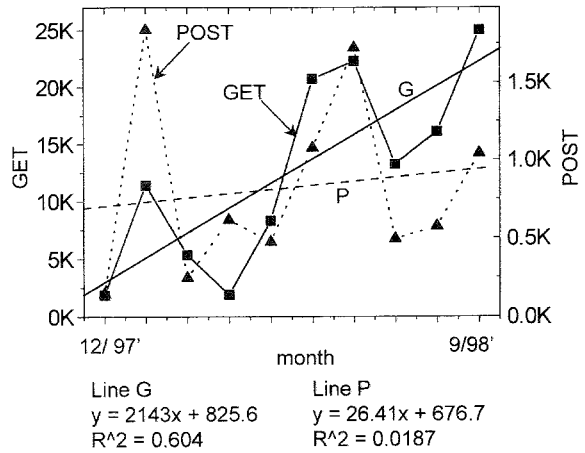 25K
20K
15K
10K
5K
0K
GET
POST
GET
G
P
1.5K
1.0K
0.5K
0.0K
POST
12/ 97'
month
9/98'
Line G
y = 2143x + 825.6
R^2 = 0.604
Line P
y = 26.41x + 676.7
R^2 = 0.0187